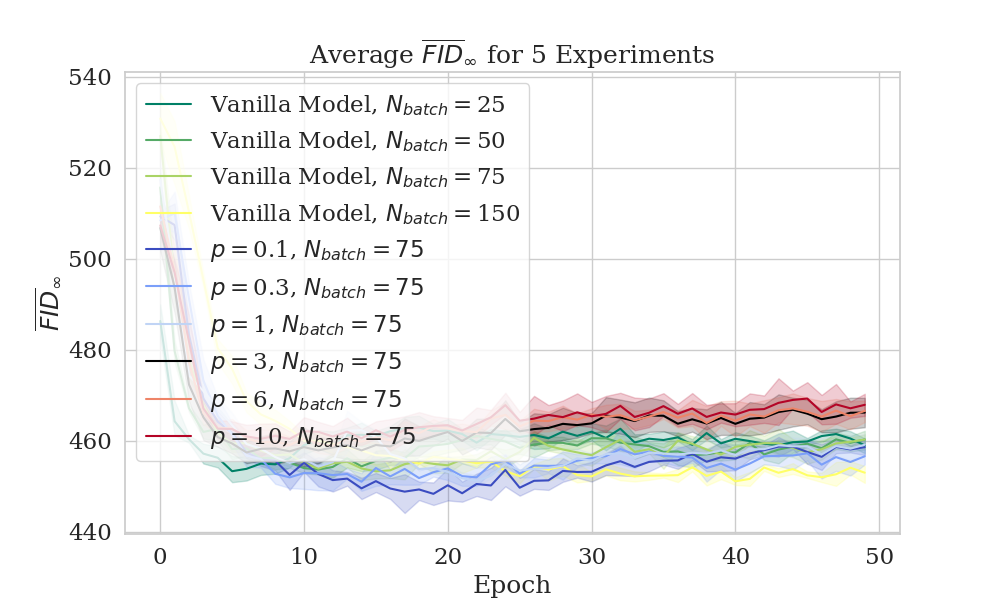 Average $\overline{FID}_\infty$ for 5 Experiments
$\overline{FID}_\infty$
540
520
500
480
460
440
Vanilla Model, $N_{batch} = 25$
Vanilla Model, $N_{batch} = 50$
Vanilla Model, $N_{batch} = 75$
Vanilla Model, $N_{batch} = 150$
$p = 0.1$, $N_{batch} = 75$
$p = 0.3$, $N_{batch} = 75$
$p = 1$, $N_{batch} = 75$
$p = 3$, $N_{batch} = 75$
$p = 6$, $N_{batch} = 75$
$p = 10$, $N_{batch} = 75$
0 10 20 30 40 50
Epoch